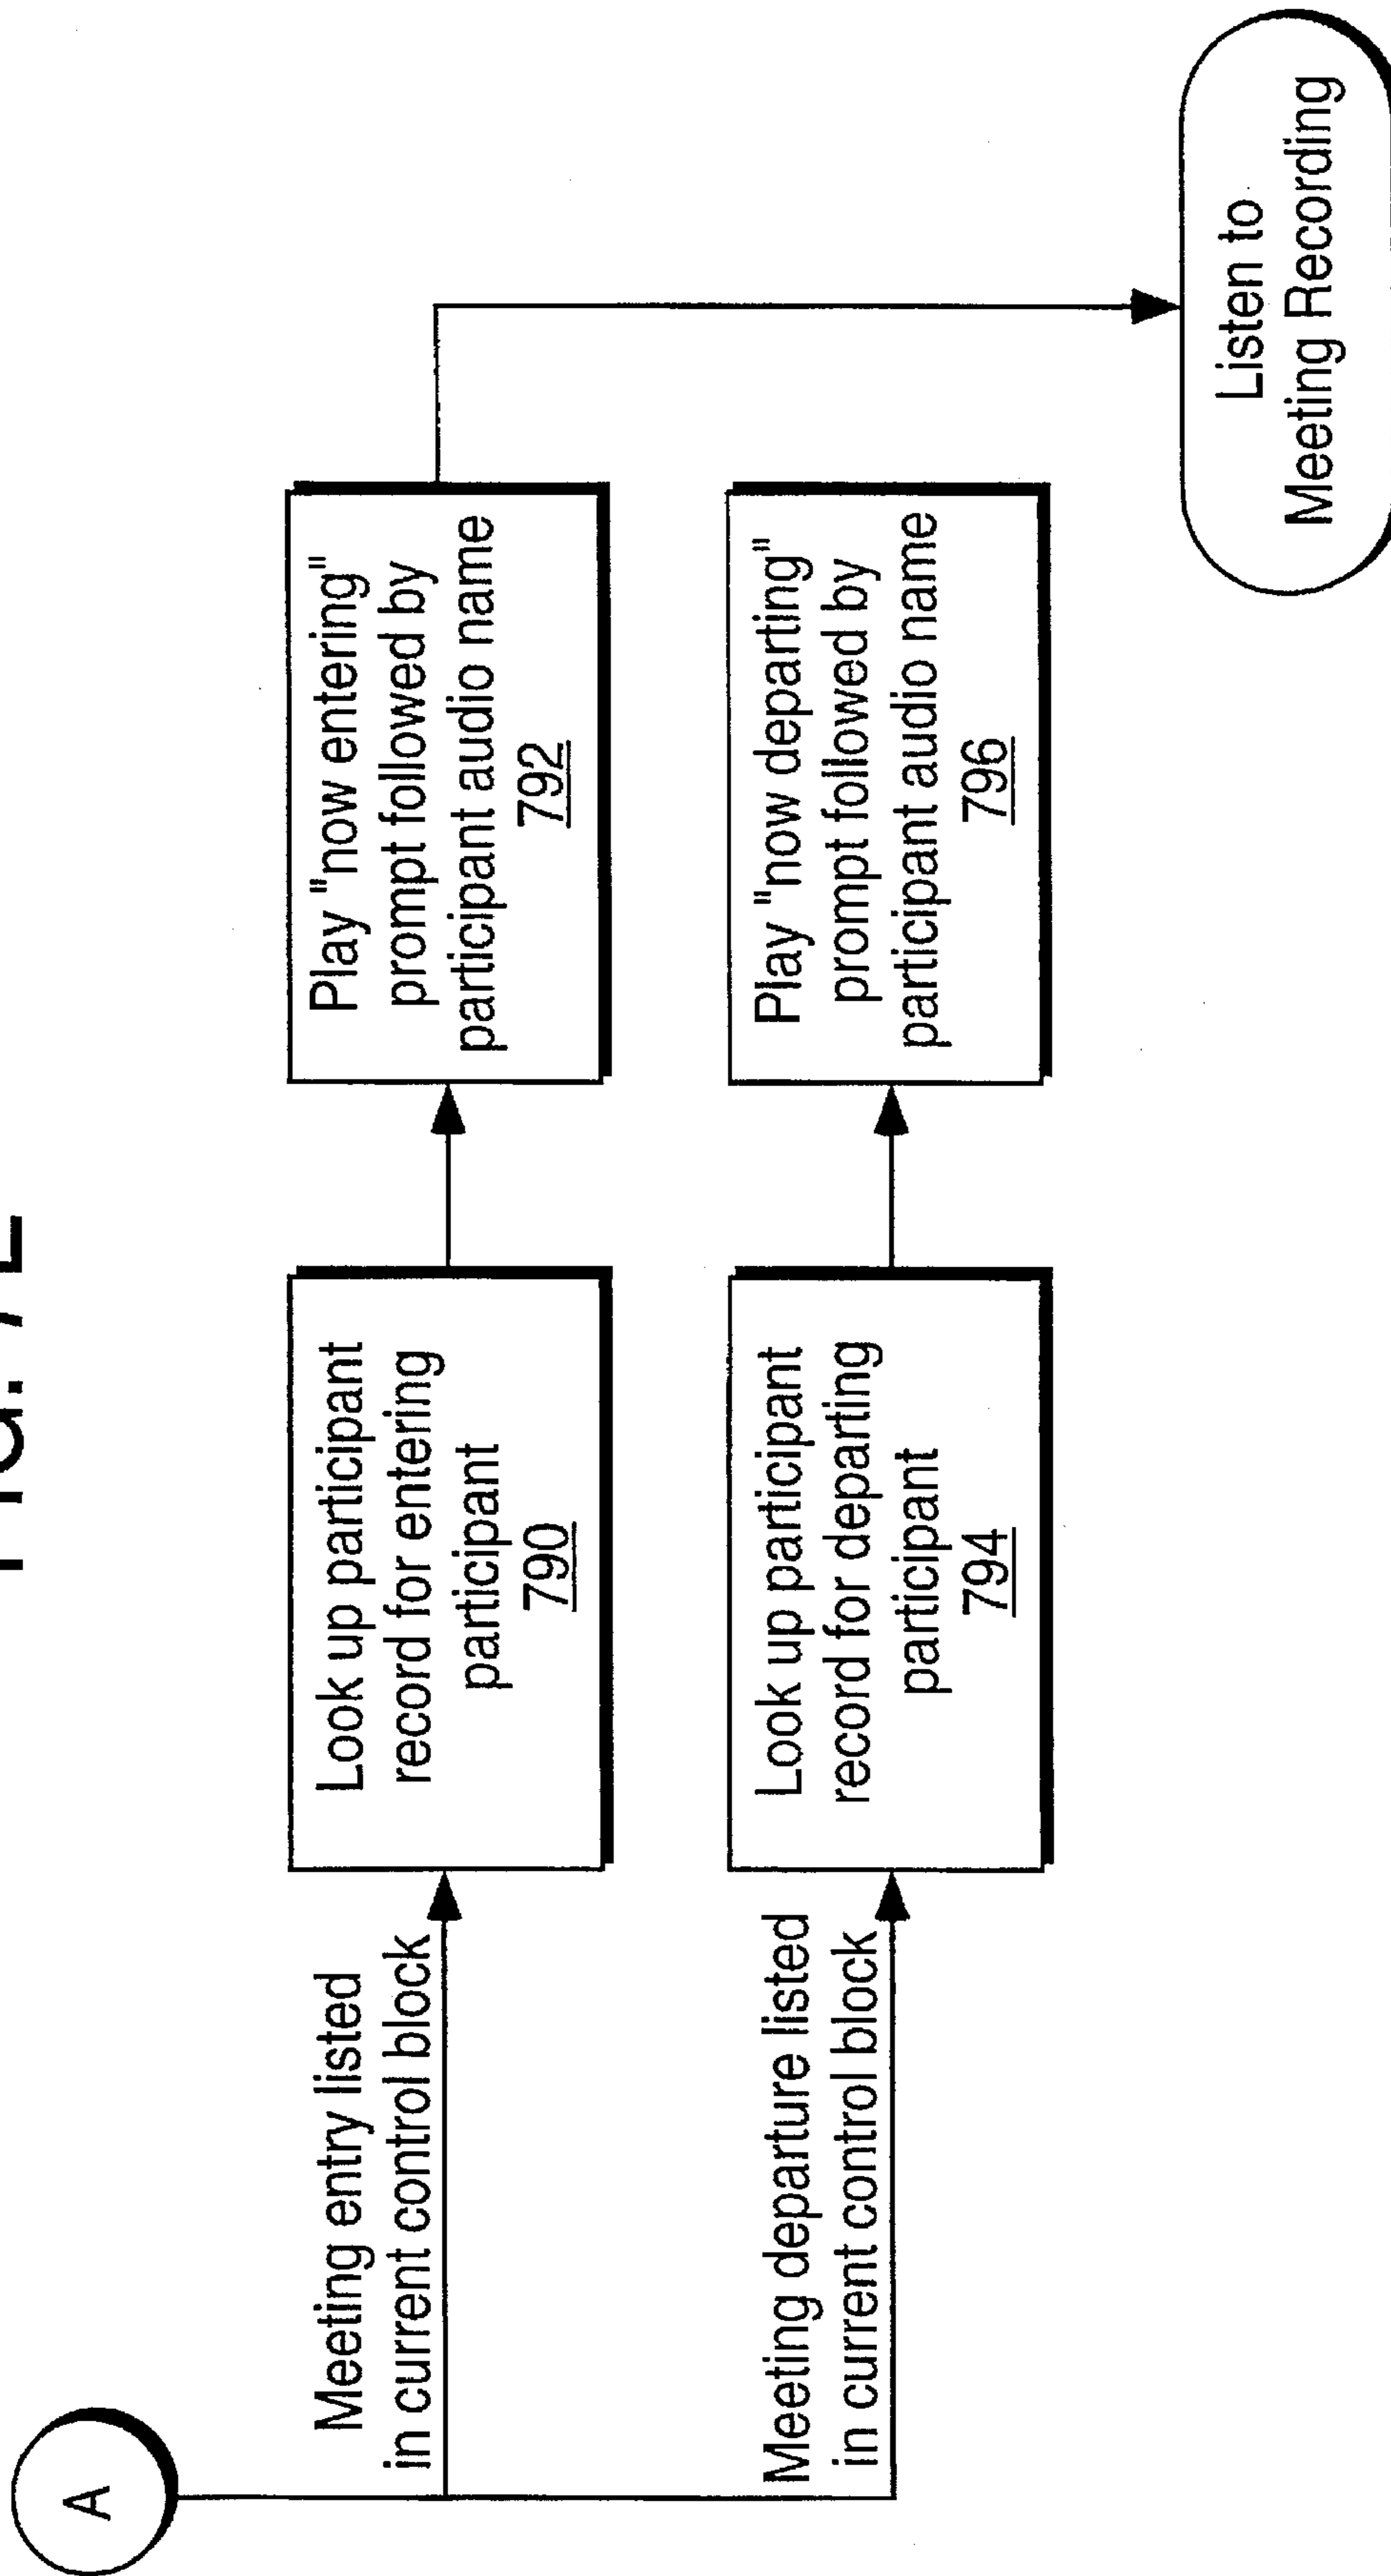 A
Meeting entry listed
in current control block
Look up participant
record for entering
participant
790
Play "now entering"
prompt followed by
participant audio name
792
Meeting departure listed
in current control block
Look up participant
record for departing
participant
794
Play "now departing"
prompt followed by
participant audio name
796
Listen to
Meeting Recording